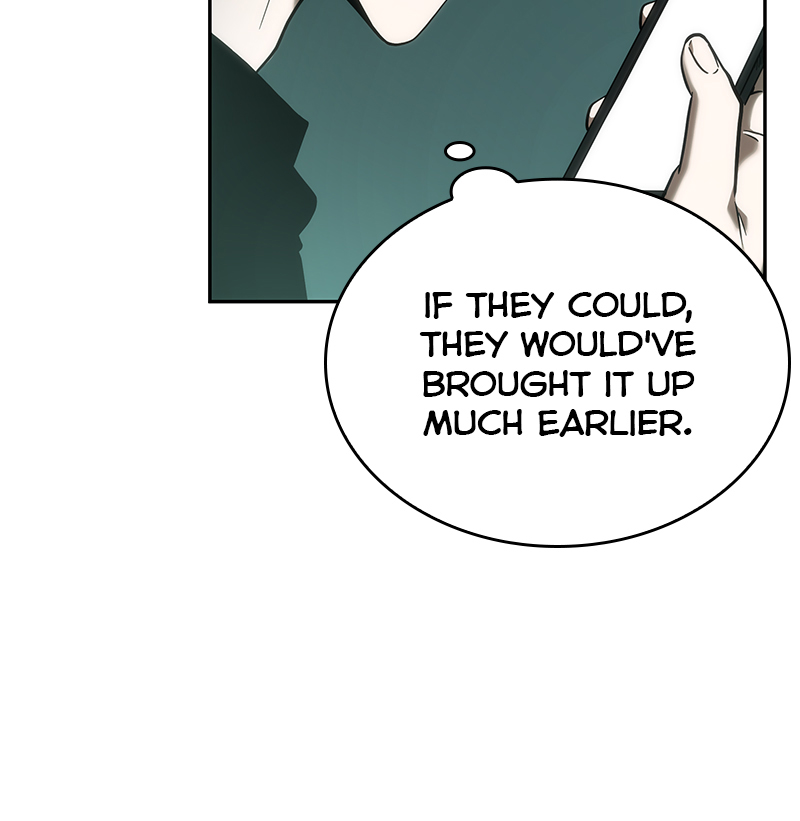 IF THEY COULD,
THEY WOULD'VE
BROUGHT IT UP
MUCH EARLIER.